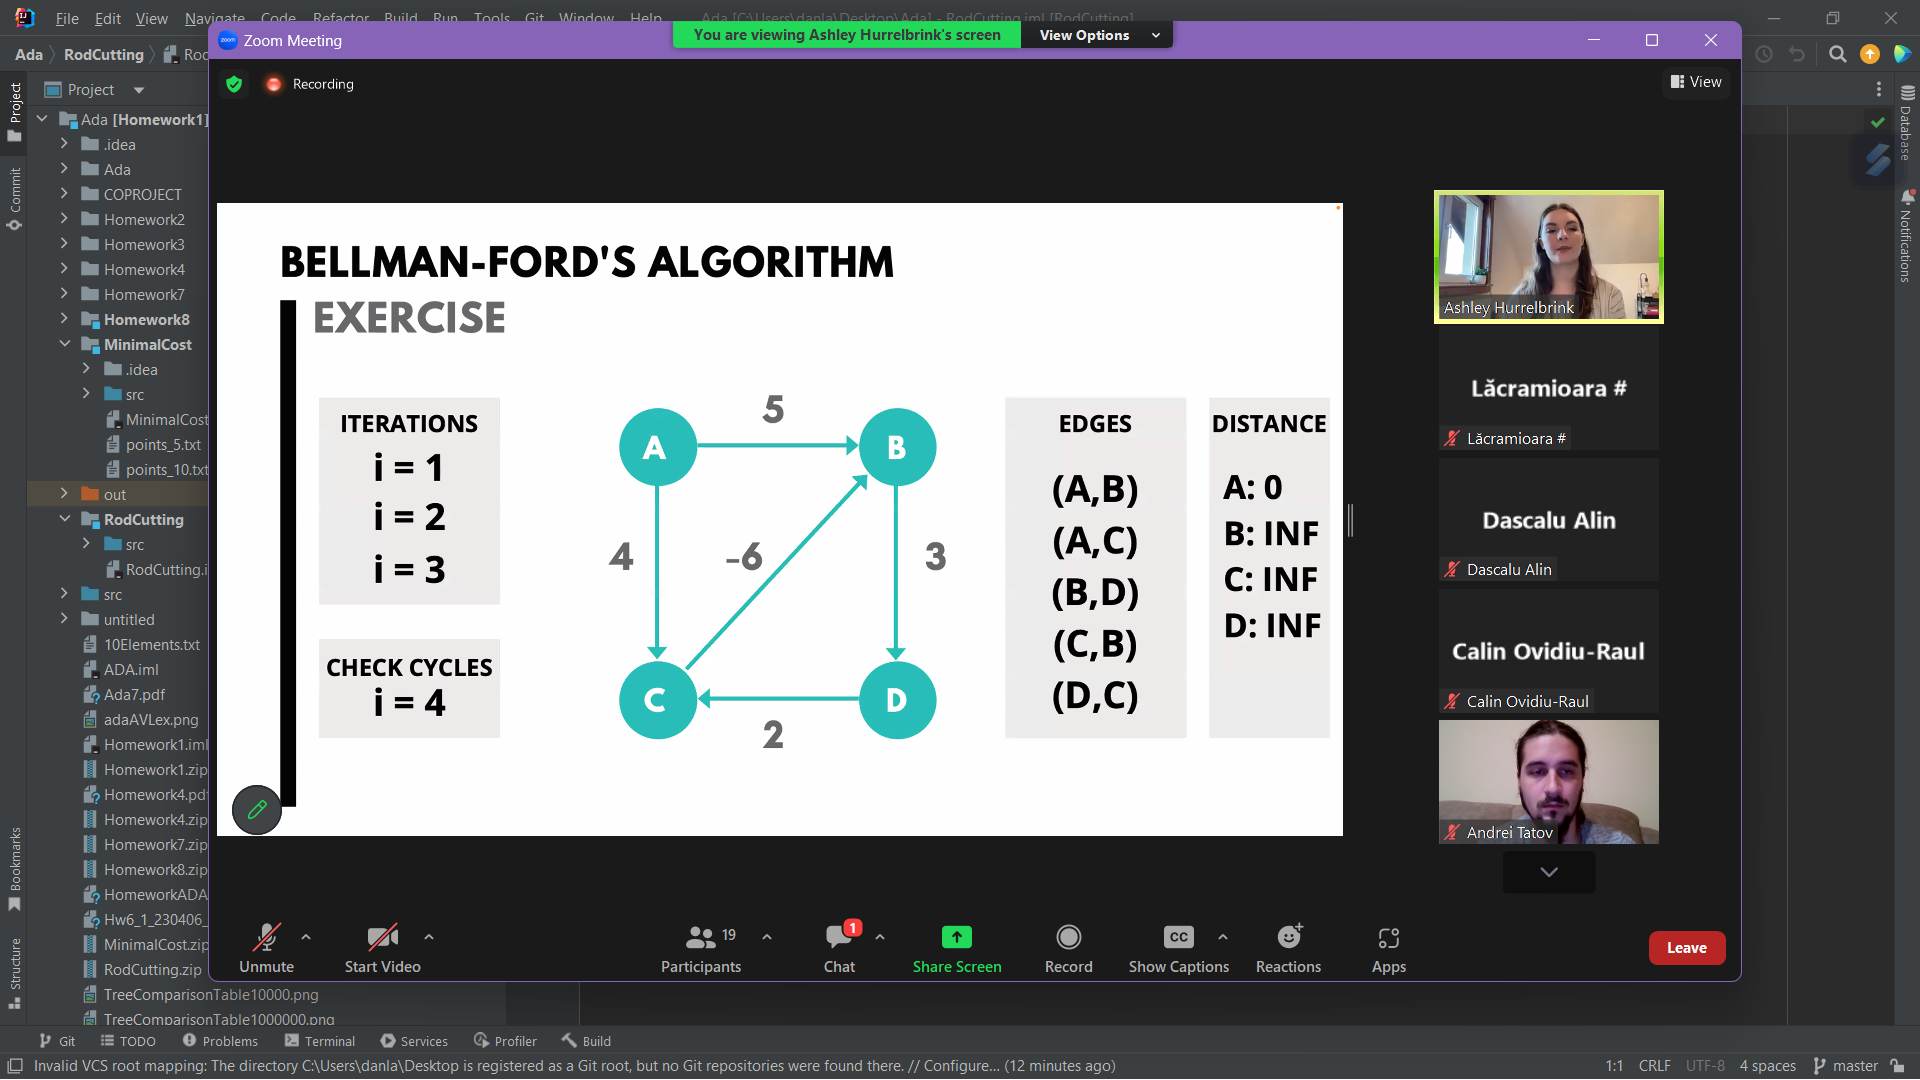 File Edit View Navigate Code Refactor Build Run Tools Git Window Help Ada [C:\Users\danla\Desktop\Ada] - RodCutting.iml [RodCutting]
Ada RodCutting
Zoom Meeting
You are viewing Ashley Hurrelbrink's screen View Options
Recording
View
Project
Ada [Homework1]
.idea
Ada
COPROJECT
Homework2
Homework3
Homework4
Homework7
Homework8
MinimalCost
.idea
src
MinimalCost
points_5.txt
points_10.txt
out
RodCutting
src
RodCutting.i
src
untitled
10Elements.txt
ADA.iml
Ada7.pdf
adaAVLex.png
Homework1.iml
Homework1.zip
Homework4.pdf
Homework4.zip
Homework7.zip
Homework8.zip
HomeworkADA
Hw6_1_230406_
MinimalCost.zip
RodCutting.zip
TreeComparisonTable10000.png
TreeComparisonTable1000000.png
Project
Commit
Bookmarks
Structure
BELLMAN-FORD'S ALGORITHM
EXERCISE
ITERATIONS
i = 1
i = 2
i = 3
CHECK CYCLES
i = 4
A
5
B
4
-6
3
C
2
D
EDGES
(A,B)
(A,C)
(B,D)
(C,B)
(D,C)
DISTANCE
A: 0
B: INF
C: INF
D: INF
Ashley Hurrelbrink
Lăcramioara #
Lăcramioara #
Dascalu Alin
Dascalu Alin
Calin Ovidiu-Raul
Calin Ovidiu-Raul
Andrei Tatov
Database
Notifications
Unmute
Start Video
19
Participants
1
Chat
Share Screen
Record
CC
Show Captions
Reactions
Apps
Leave
Git TODO Problems Terminal Services Profiler Build
Invalid VCS root mapping: The directory C:\Users\danla\Desktop is registered as a Git root, but no Git repositories were found there. // Configure... (12 minutes ago)
1:1 CRLF UTF-8 4 spaces master